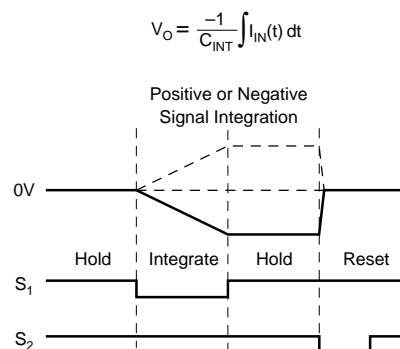 V_O = –1/C_INT ∫I_IN(t) dt
Positive or Negative
Signal Integration
0V
Hold Integrate Hold Reset
S_1
S_2